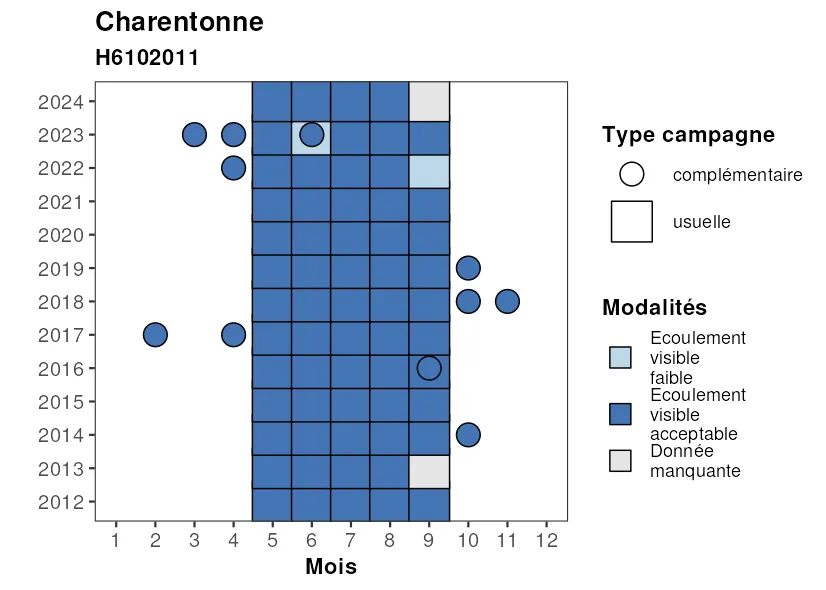 Charentonne
H6102011
2024
2023
2022
2021
2020
2019
2018
2017
2016
2015
2014
2013
2012
1 2 3 4 5 6 7 8 9 10 11 12
Mois
Type campagne
complémentaire
usuelle
Modalités
Ecoulement
visible
faible
Ecoulement
visible
acceptable
Donnée
manquante